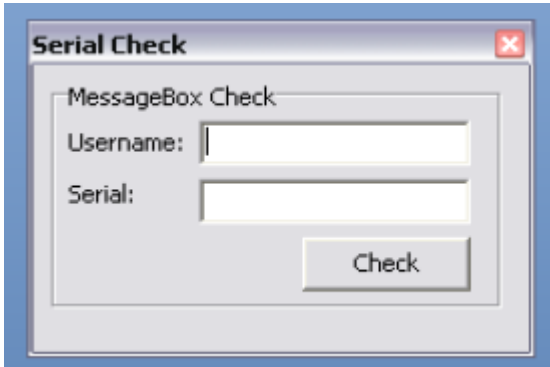 Serial Check
MessageBox Check
Username:
Serial:
Check